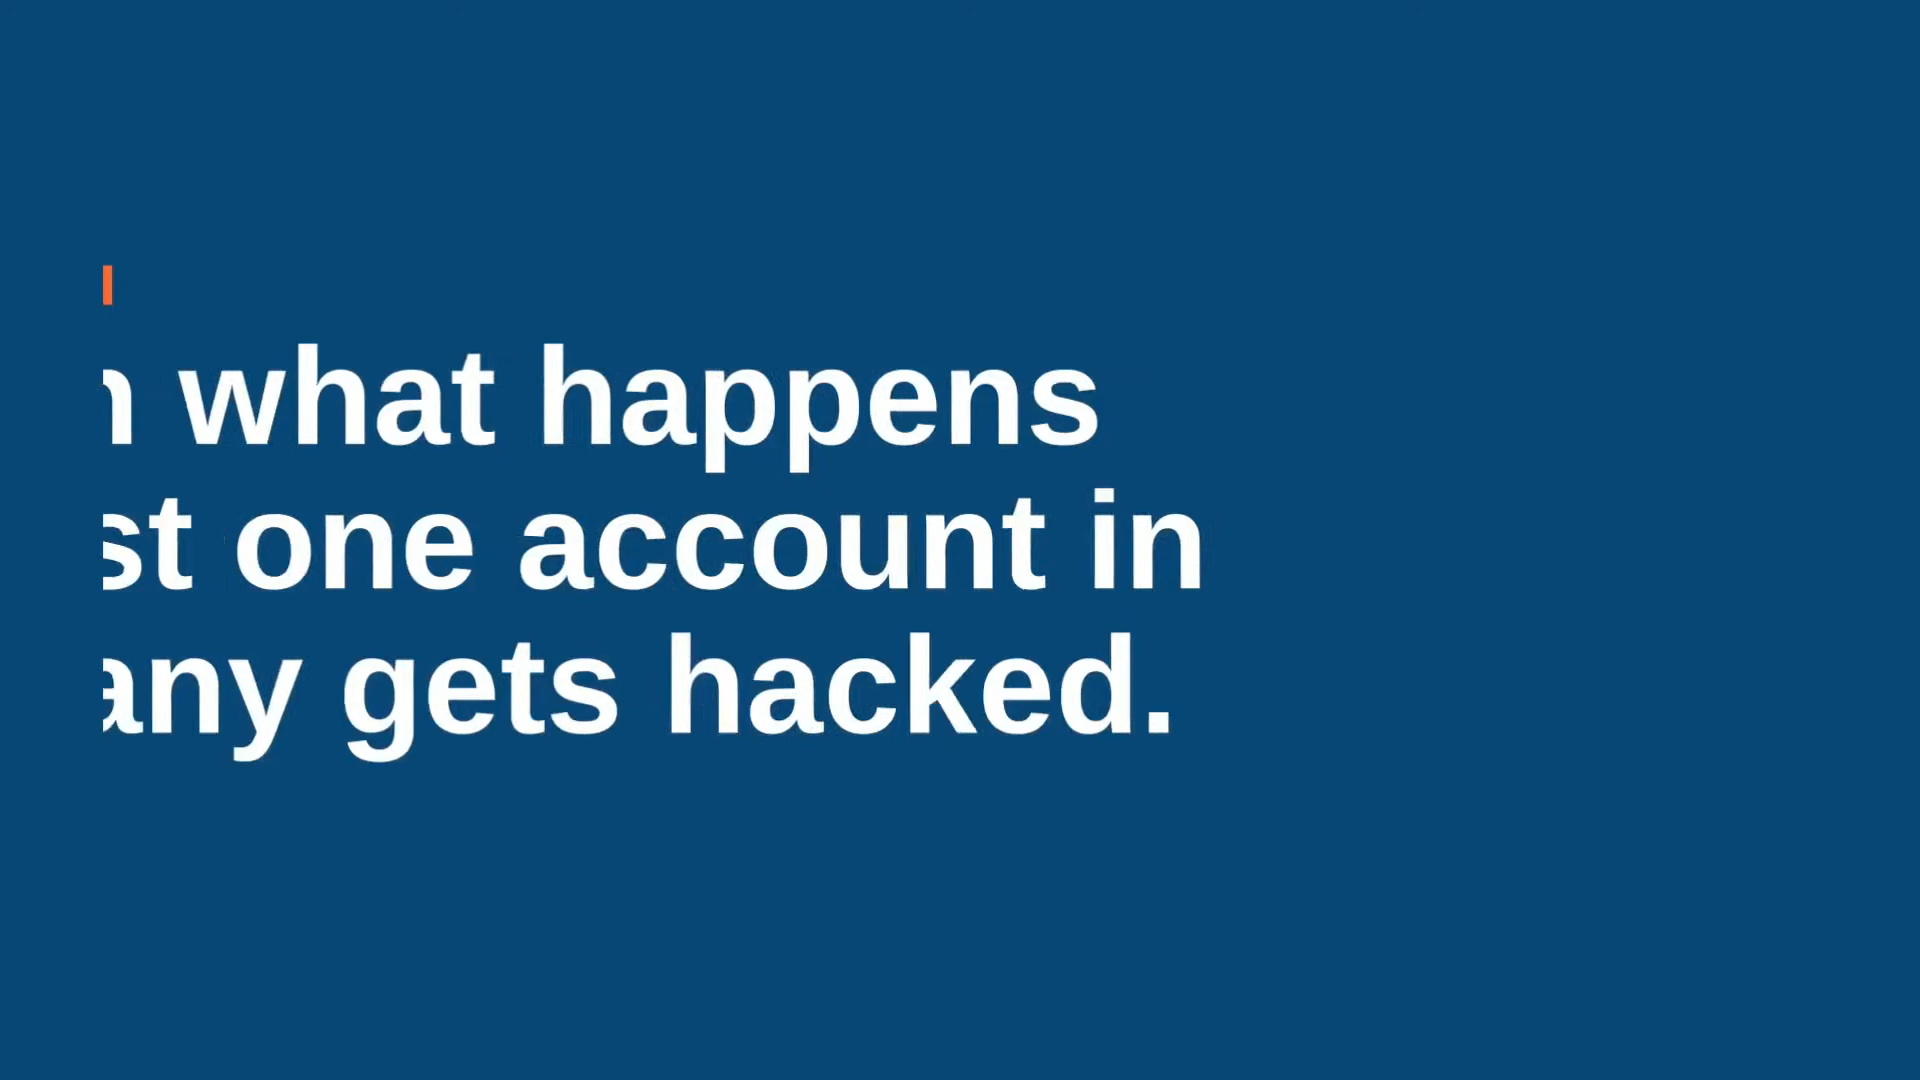 what happens
one account in
gets hacked.